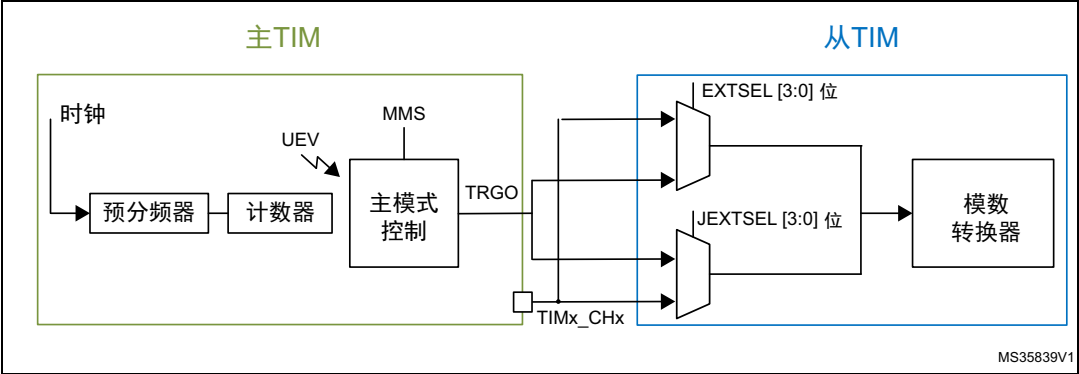 主TIM
从TIM
时钟
UEV
MMS
EXTSEL [3:0] 位
预分频器
计数器
主模式
控制
TRGO
JEXTSEL [3:0] 位
模数
转换器
TIMx_CHx
MS35839V1